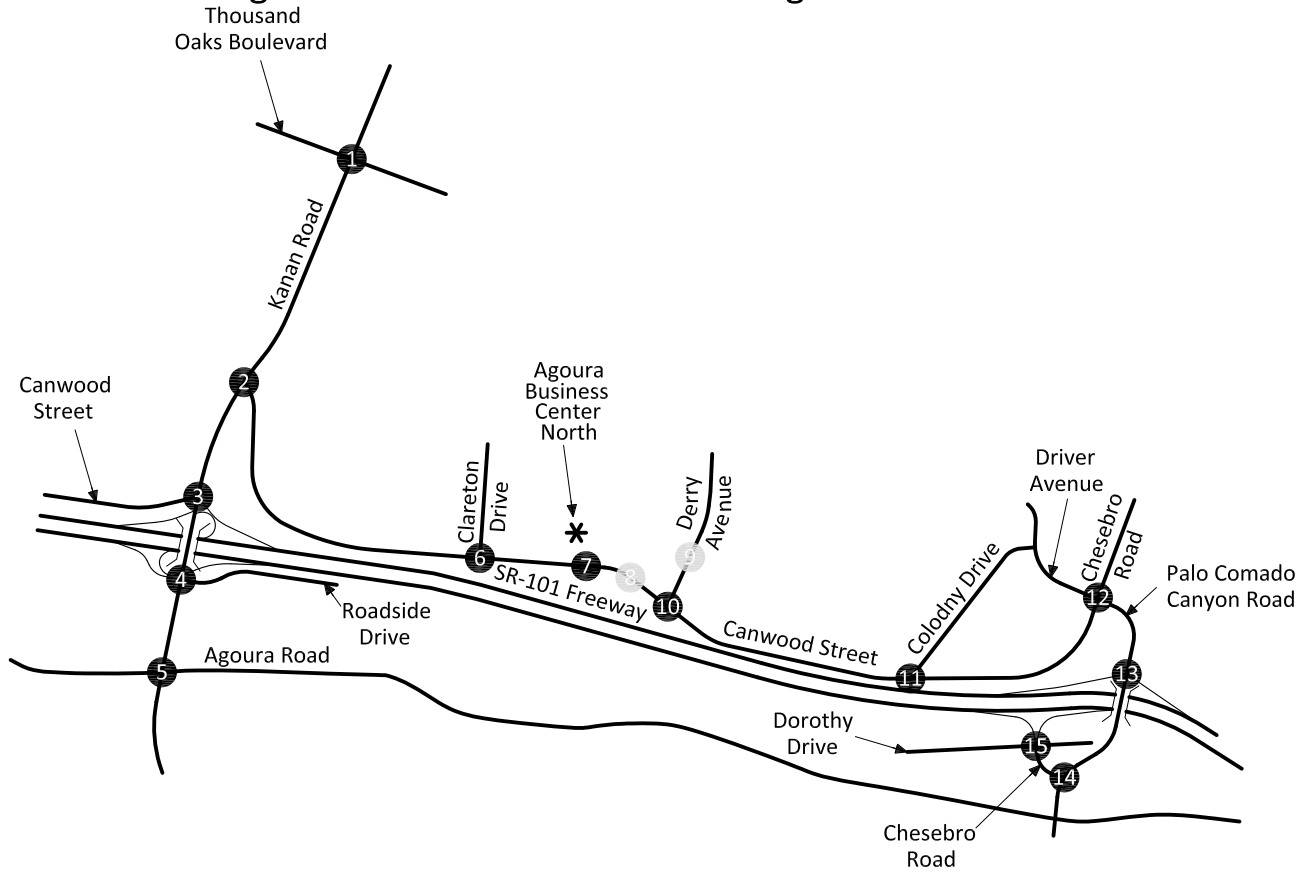 Thousand
Oaks Boulevard
1
Kanan Road
2
Canwood
Street
Agoura
Business
Center
North
3
Clareton
Drive
Derry
Avenue
Driver
Avenue
Chesebro
Road
4
6
7
8
9
10
SR-101 Freeway
Colodny Drive
12
Palo Comado
Canyon Road
Roadside
Drive
5
Agoura Road
Canwood Street
11
13
Dorothy
Drive
15
14
Chesebro
Road